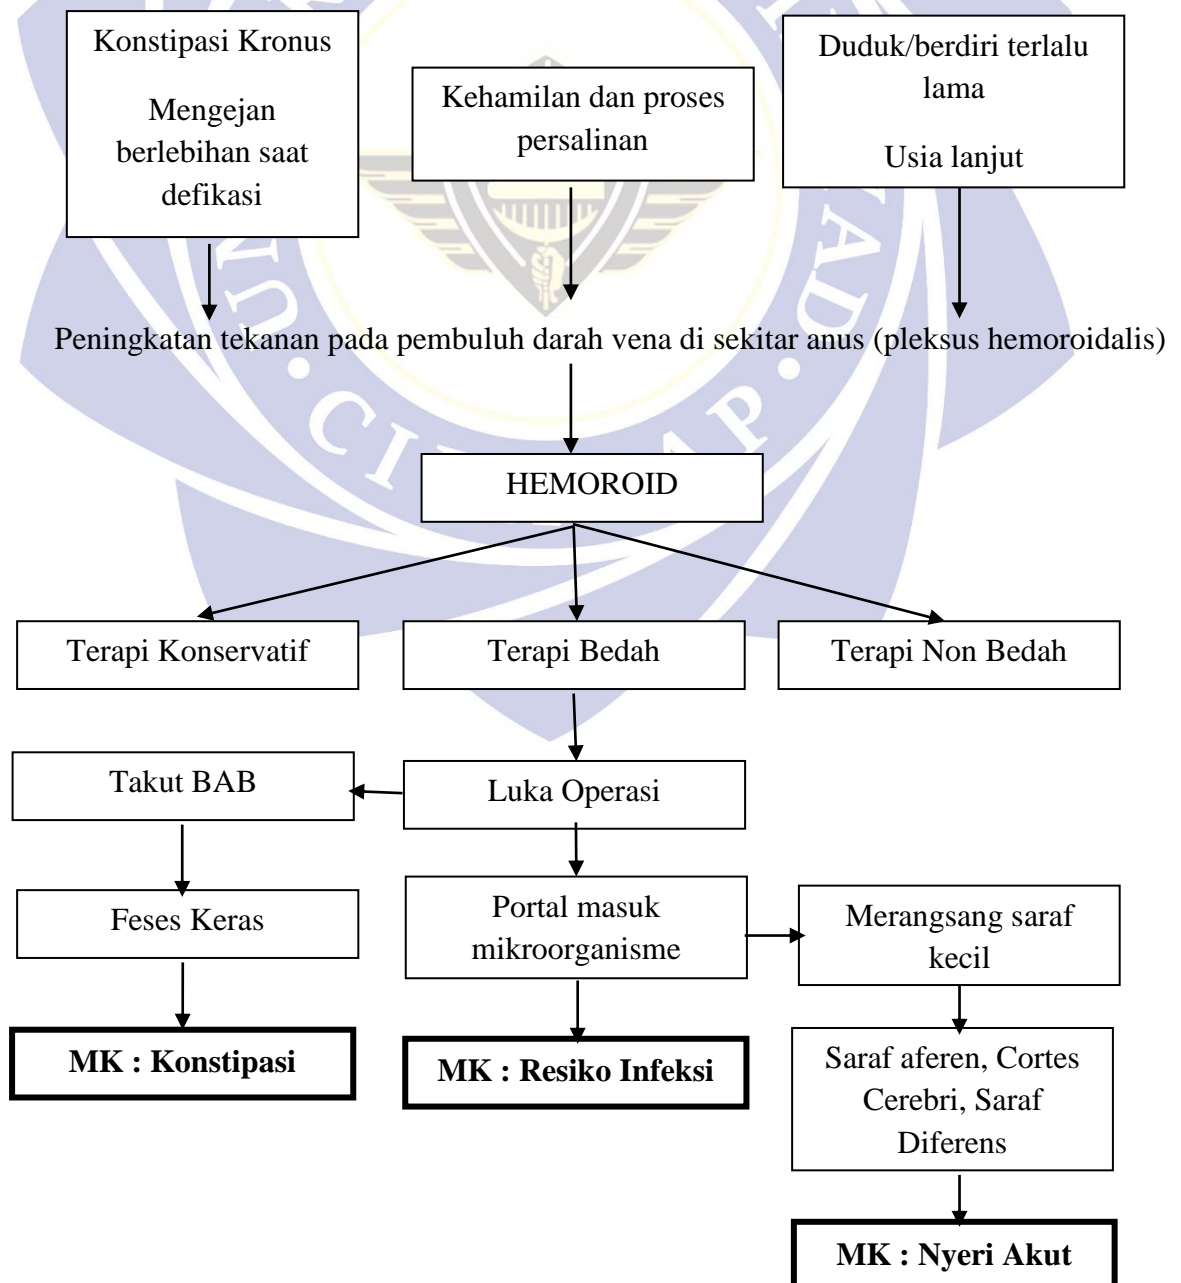 Konstipasi Kronus
Mengejan
berlebihan saat
defikasi
Kehamilan dan proses
persalinan
Duduk/berdiri terlalu
lama
Usia lanjut
Peningkatan tekanan pada pembuluh darah vena di sekitar anus (pleksus hemoroidalis)
HEMOROID
Terapi Konservatif
Terapi Bedah
Terapi Non Bedah
Takut BAB
Luka Operasi
Feses Keras
Portal masuk
mikroorganisme
Merangsang saraf
kecil
MK : Konstipasi
MK : Resiko Infeksi
Saraf aferen, Cortes
Cerebri, Saraf
Diferens
MK : Nyeri Akut